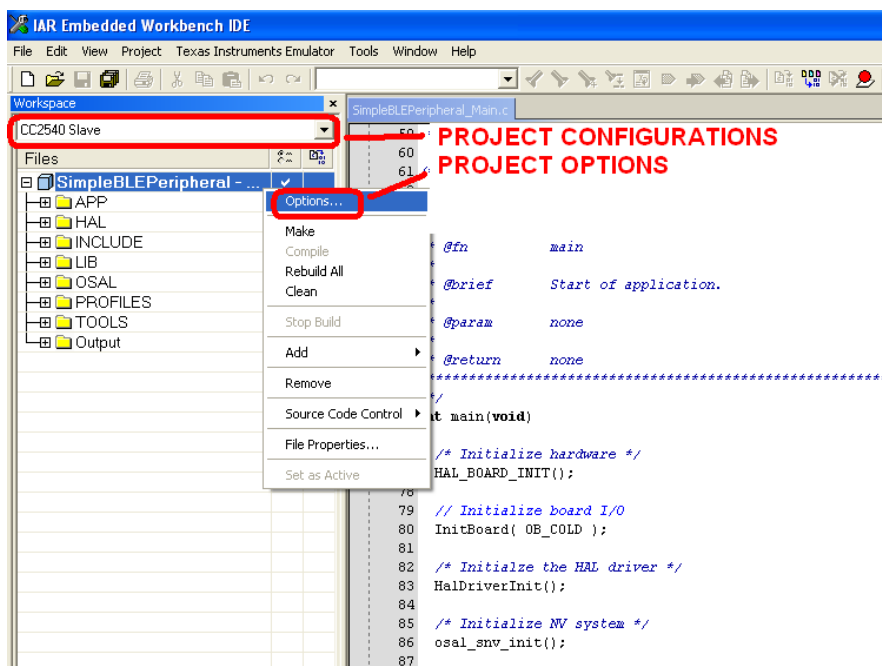 IAR Embedded Workbench IDE
File Edit View Project Texas Instruments Emulator Tools Window Help
Workspace
SimpleBLEPeripheral_Main.c
CC2540 Slave
PROJECT CONFIGURATIONS
PROJECT OPTIONS
Files
SimpleBLEPeripheral - ...
APP
HAL
INCLUDE
LIB
OSAL
PROFILES
TOOLS
Output
Options...
Make
Compile
Rebuild All
Clean
Stop Build
Add
Remove
Source Code Control
File Properties...
Set as Active
59
60
61
* @fn main
*
* @brief Start of application.
*
* @param none
*
* @return none
**********************************************************
*/
nt main(void)
/* Initialize hardware */
HAL_BOARD_INIT();
78
79 // Initialize board I/O
80 InitBoard( OB_COLD );
81
82 /* Initialze the HAL driver */
83 HalDriverInit();
84
85 /* Initialize NV system */
86 osal_snv_init();
87